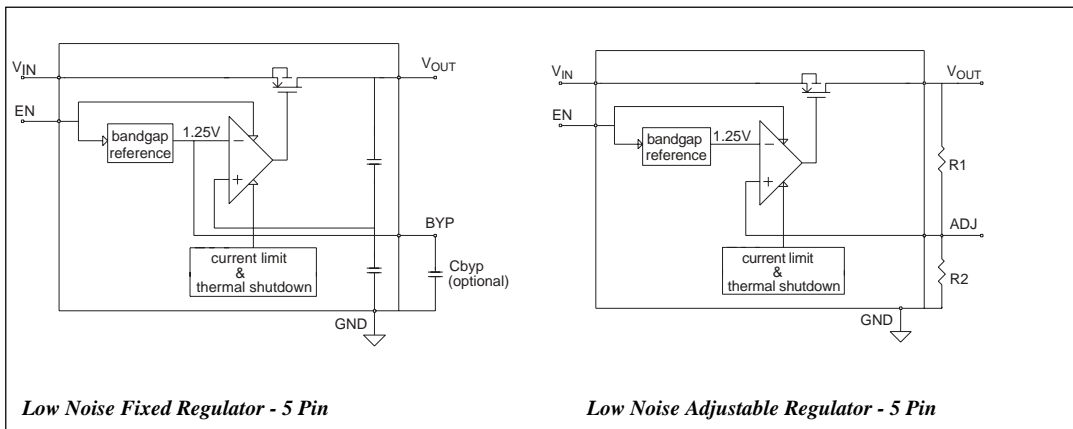 VIN
EN
bandgap
reference
1.25V
−
+
current limit
&
thermal shutdown
VOUT
BYP
Cbyp
(optional)
GND
Low Noise Fixed Regulator - 5 Pin
VIN
EN
bandgap
reference
1.25V
−
+
current limit
&
thermal shutdown
VOUT
R1
ADJ
R2
GND
Low Noise Adjustable Regulator - 5 Pin